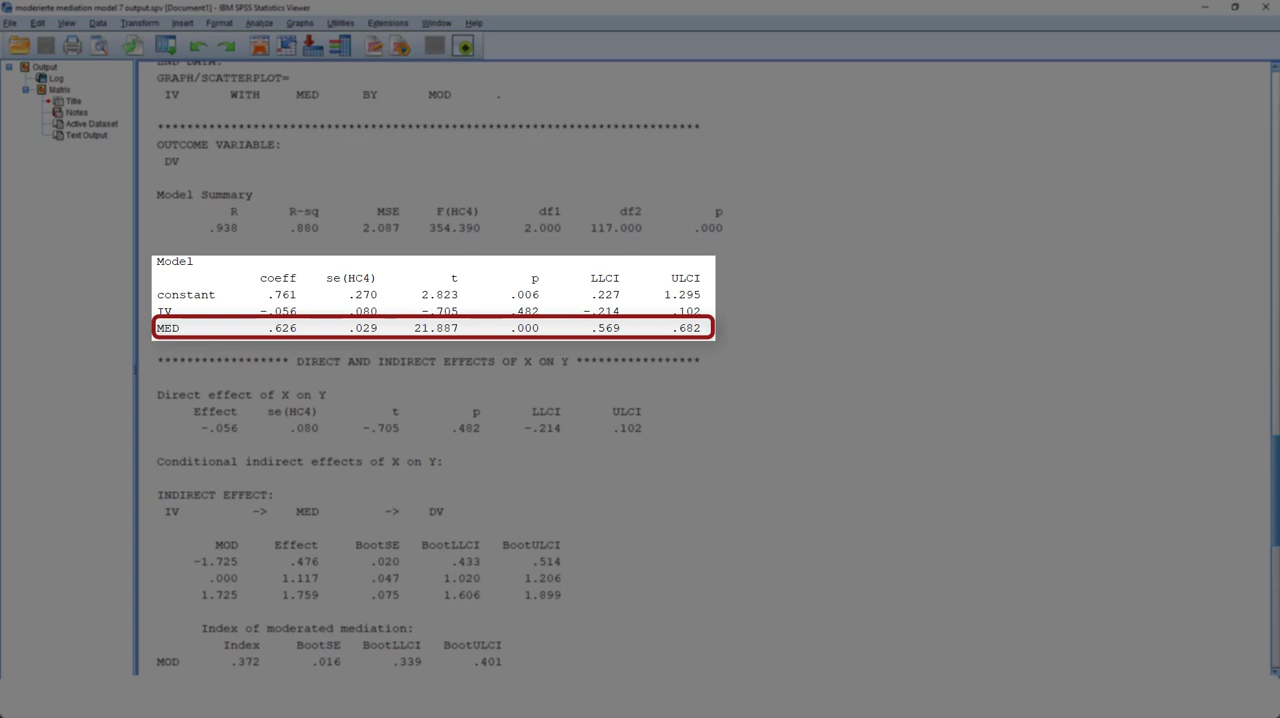 moderierte mediation model 7 output.spv [Document1] - IBM SPSS Statistics Viewer
File Edit View Data Transform Insert Format Analyze Graphs Utilities Extensions Window Help
Output
Log
Matrix
Title
Notes
Active Dataset
Text Output
END DATA.
GRAPH/SCATTERPLOT=
IV WITH MED BY MOD .
*************************************************************************
OUTCOME VARIABLE:
DV
Model Summary
R R-sq MSE F(HC4) df1 df2 p
.938 .880 2.087 354.390 2.000 117.000 .000
Model
coeff se(HC4) t p LLCI ULCI
constant .761 .270 2.823 .006 .227 1.295
IV -.056 .080 -.705 .482 -.214 .102
MED .626 .029 21.887 .000 .569 .682
****************** DIRECT AND INDIRECT EFFECTS OF X ON Y *****************
Direct effect of X on Y
Effect se(HC4) t p LLCI ULCI
-.056 .080 -.705 .482 -.214 .102
Conditional indirect effects of X on Y:
INDIRECT EFFECT:
IV -> MED -> DV
MOD Effect BootSE BootLLCI BootULCI
-1.725 .476 .020 .433 .514
.000 1.117 .047 1.020 1.206
1.725 1.759 .075 1.606 1.899
Index of moderated mediation:
Index BootSE BootLLCI BootULCI
MOD .372 .016 .339 .401